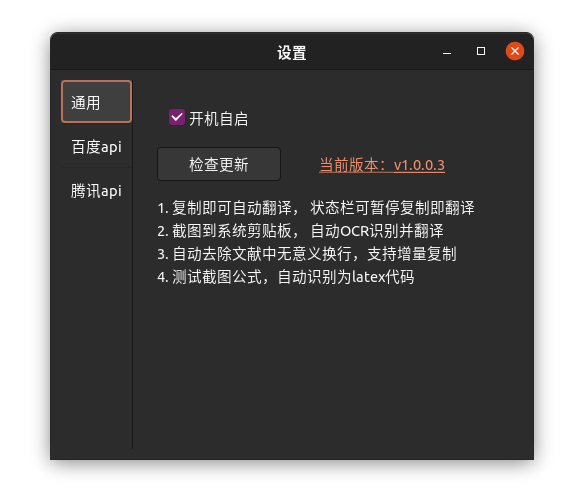 设置
通用
百度api
腾讯api
开机自启
检查更新
当前版本：v1.0.0.3
1. 复制即可自动翻译， 状态栏可暂停复制即翻译
2. 截图到系统剪贴板， 自动OCR识别并翻译
3. 自动去除文献中无意义换行，支持增量复制
4. 测试截图公式，自动识别为latex代码